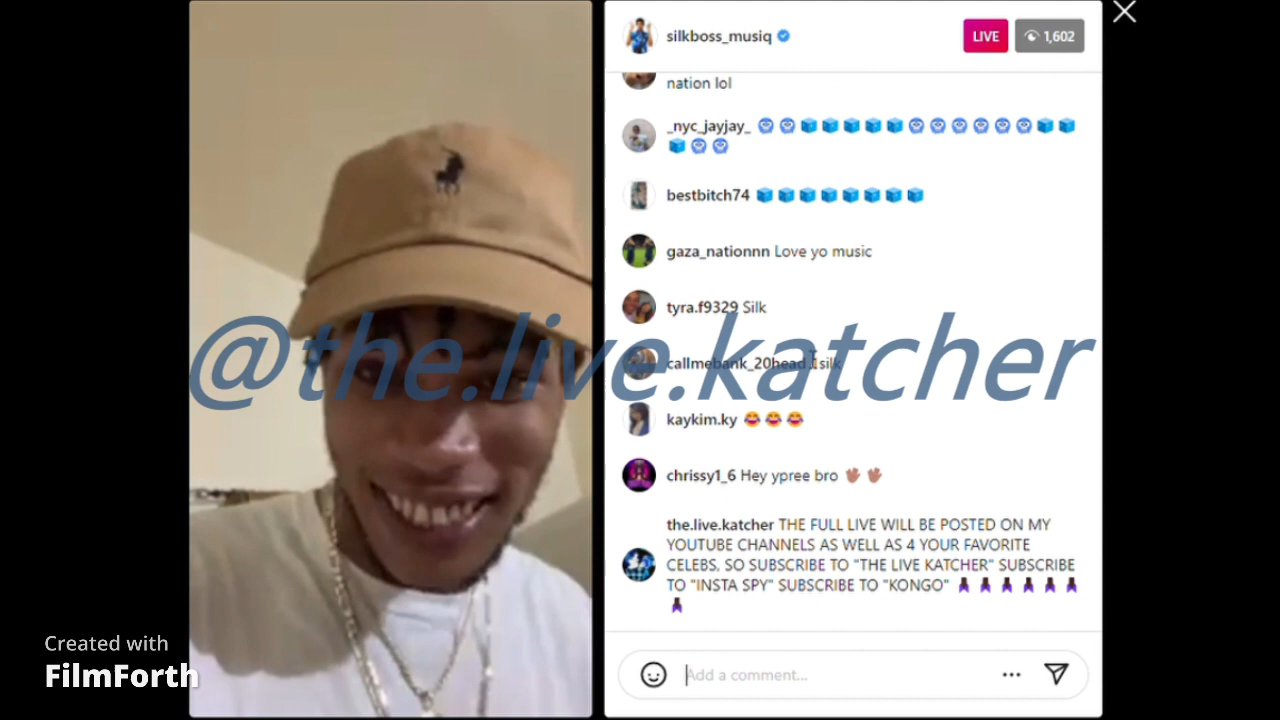 silkboss_musiq
LIVE
1,602
nation lol
_nyc_jayjay_
bestbitch74
gaza_nationnn Love yo music
tyra.f9329 Silk
@the.live.katcher
callmebank_20head.1silk
kaykim.ky
chrissy1_6 Hey ypree bro
the.live.katcher THE FULL LIVE WILL BE POSTED ON MY
YOUTUBE CHANNELS AS WELL AS 4 YOUR FAVORITE
CELEBS, SO SUBSCRIBE TO "THE LIVE KATCHER" SUBSCRIBE
TO "INSTA SPY" SUBSCRIBE TO "KONGO"
Add a comment...
Created with
FilmForth